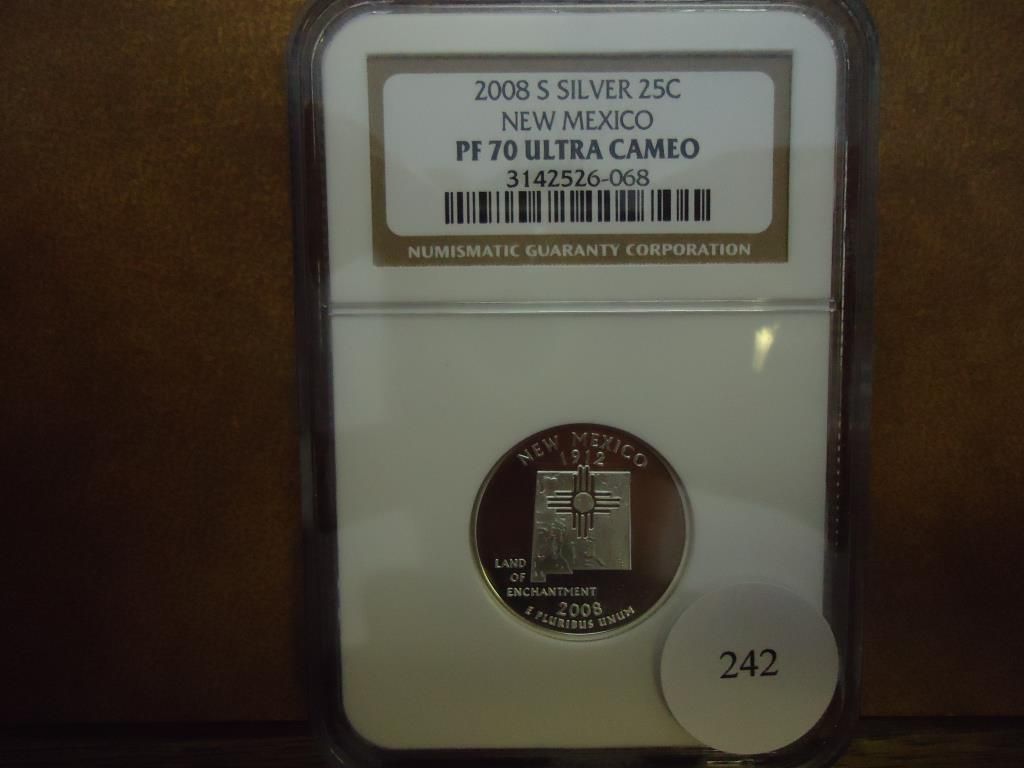 2008 S SILVER 25C
NEW MEXICO
PF 70 ULTRA CAMEO
3142526-068
NUMISMATIC GUARANTY CORPORATION
NEW MEXICO
1912
LAND
OF
ENCHANTMENT
2008
E PLURIBUS UNUM
242